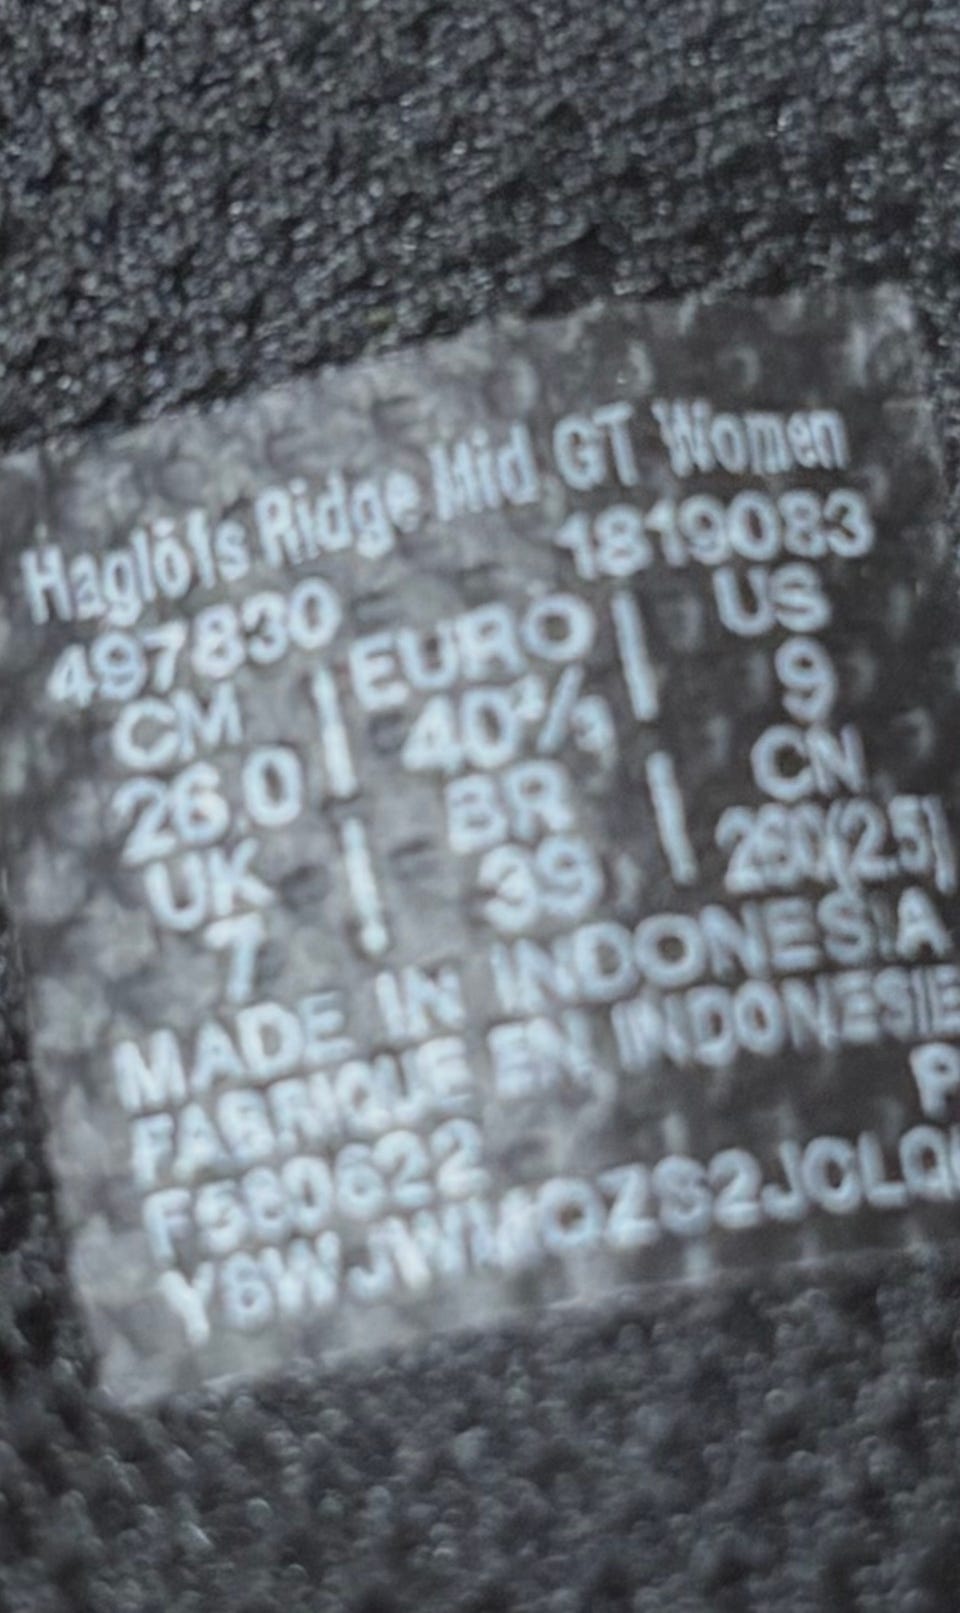 Haglöfs Ridge Mid GT Women
497830 1819083
CM | EURO | US
26.0 40⅔ 9
UK | BR | CN
7 39 260(2.5)
MADE IN INDONESIA
FABRIQUE EN INDONESIE
P
F580622